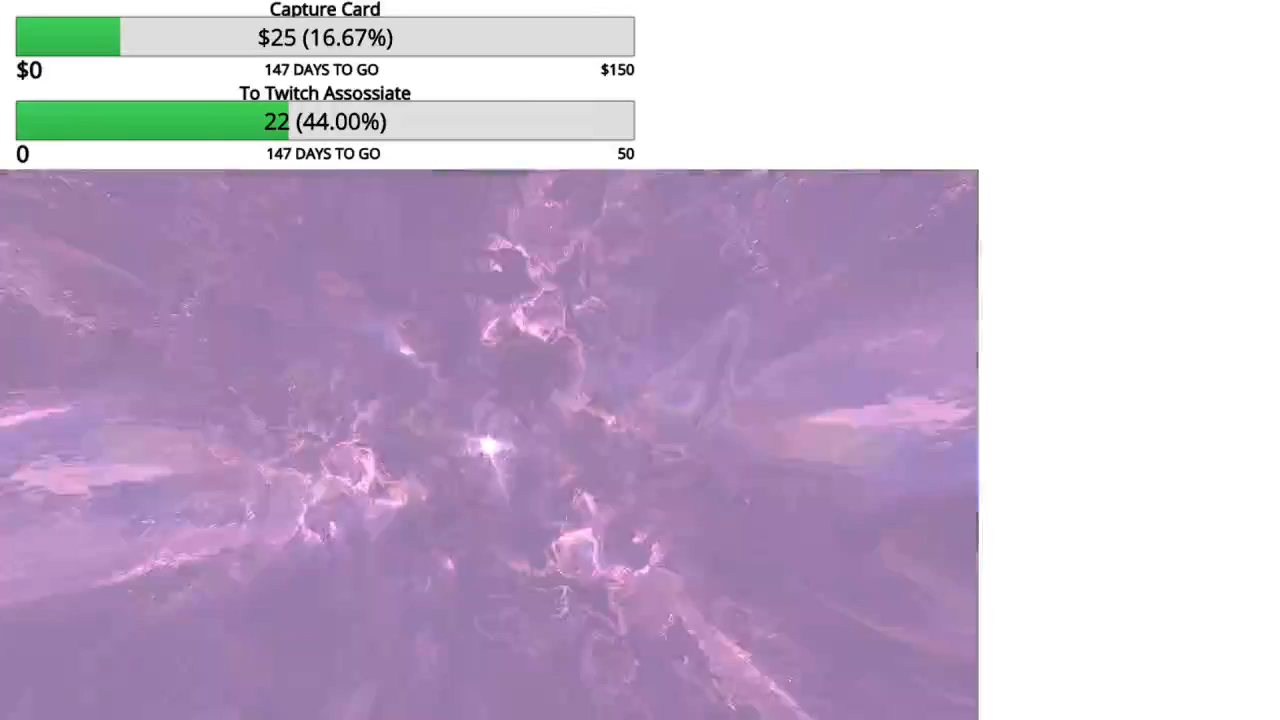 Capture Card
$25 (16.67%)
$0 147 DAYS TO GO $150
To Twitch Assossiate
22 (44.00%)
0 147 DAYS TO GO 50